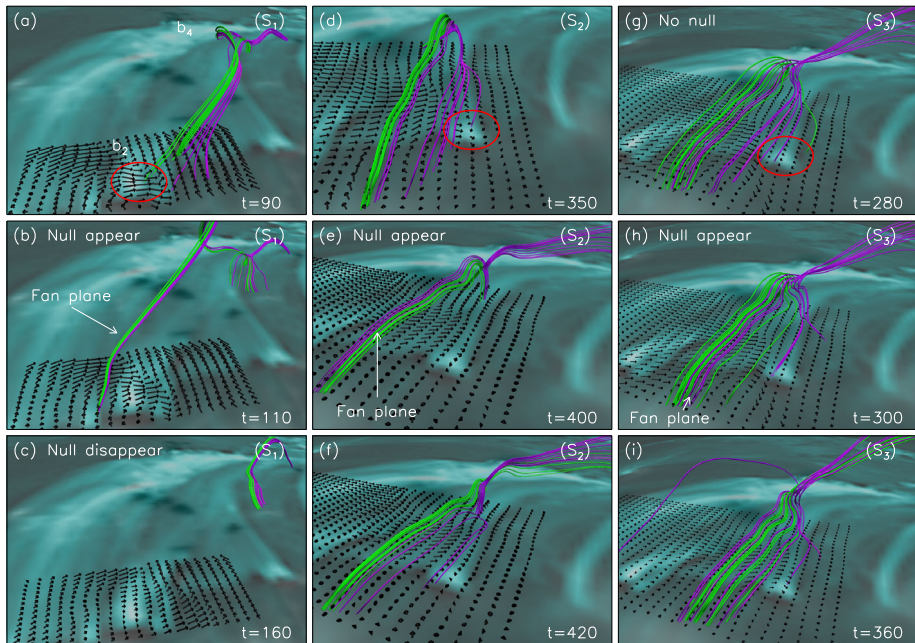 (a)
b₄
(S₁)
b₂
t=90
(d)
(S₂)
t=350
(g) No null
(S₃)
t=280
(b) Null appear
(S₁)
Fan plane
t=110
(e) Null appear
(S₂)
Fan plane
t=400
(h) Null appear
(S₃)
Fan plane
t=300
(c) Null disappear
(S₁)
t=160
(f)
(S₂)
t=420
(i)
(S₃)
t=360